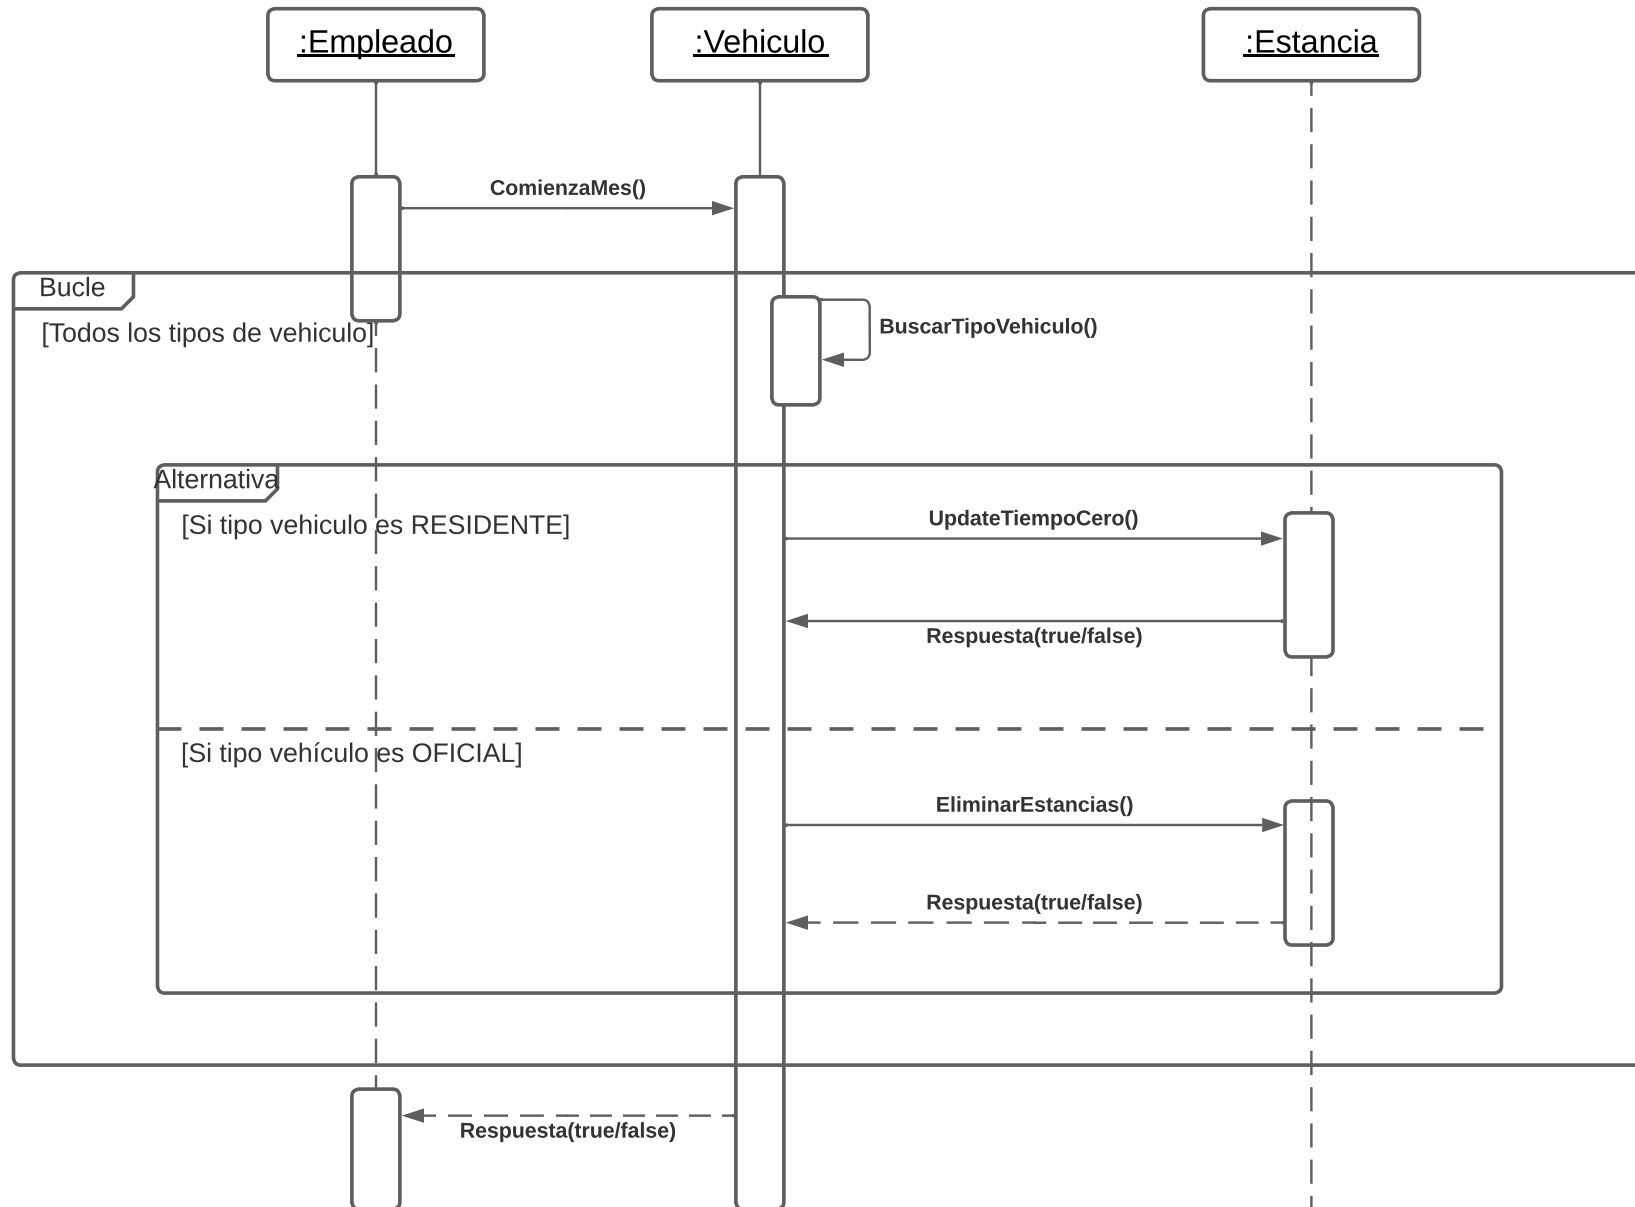 :Empleado
:Vehiculo
:Estancia
ComienzaMes()
Bucle
[Todos los tipos de vehiculo]
BuscarTipoVehiculo()
Alternativa
[Si tipo vehiculo es RESIDENTE]
UpdateTiempoCero()
Respuesta(true/false)
[Si tipo vehículo es OFICIAL]
EliminarEstancias()
Respuesta(true/false)
Respuesta(true/false)